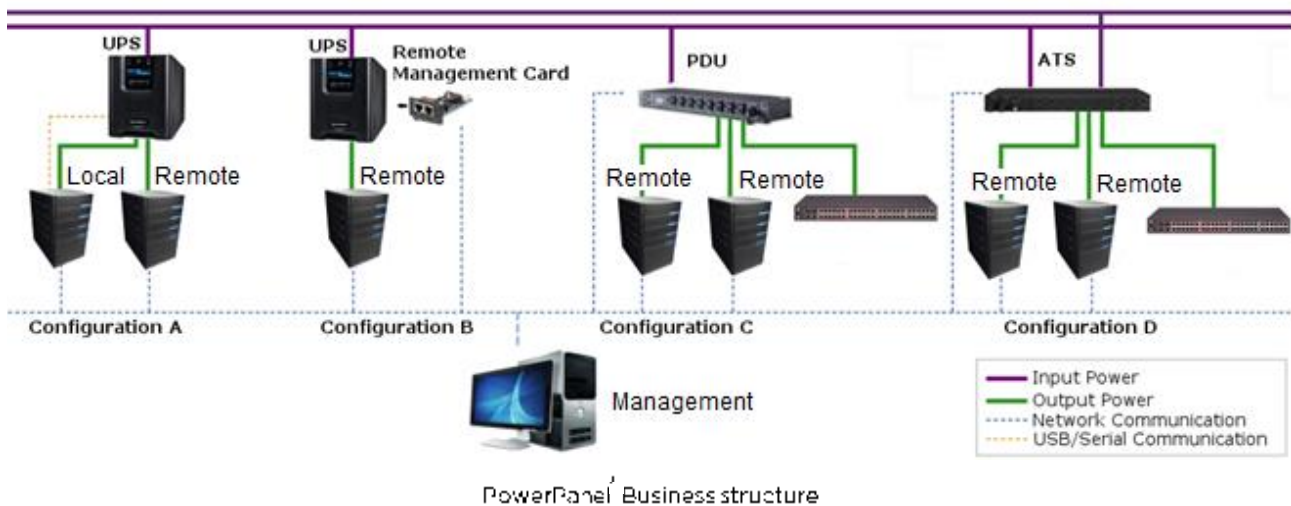 UPS
UPS
Remote
Management Card
PDU
ATS
Local
Remote
Remote
Remote
Remote
Remote
Remote
Configuration A
Configuration B
Configuration C
Configuration D
Management
Input Power
Output Power
Network Communication
USB/Serial Communication
PowerPanel Business structure